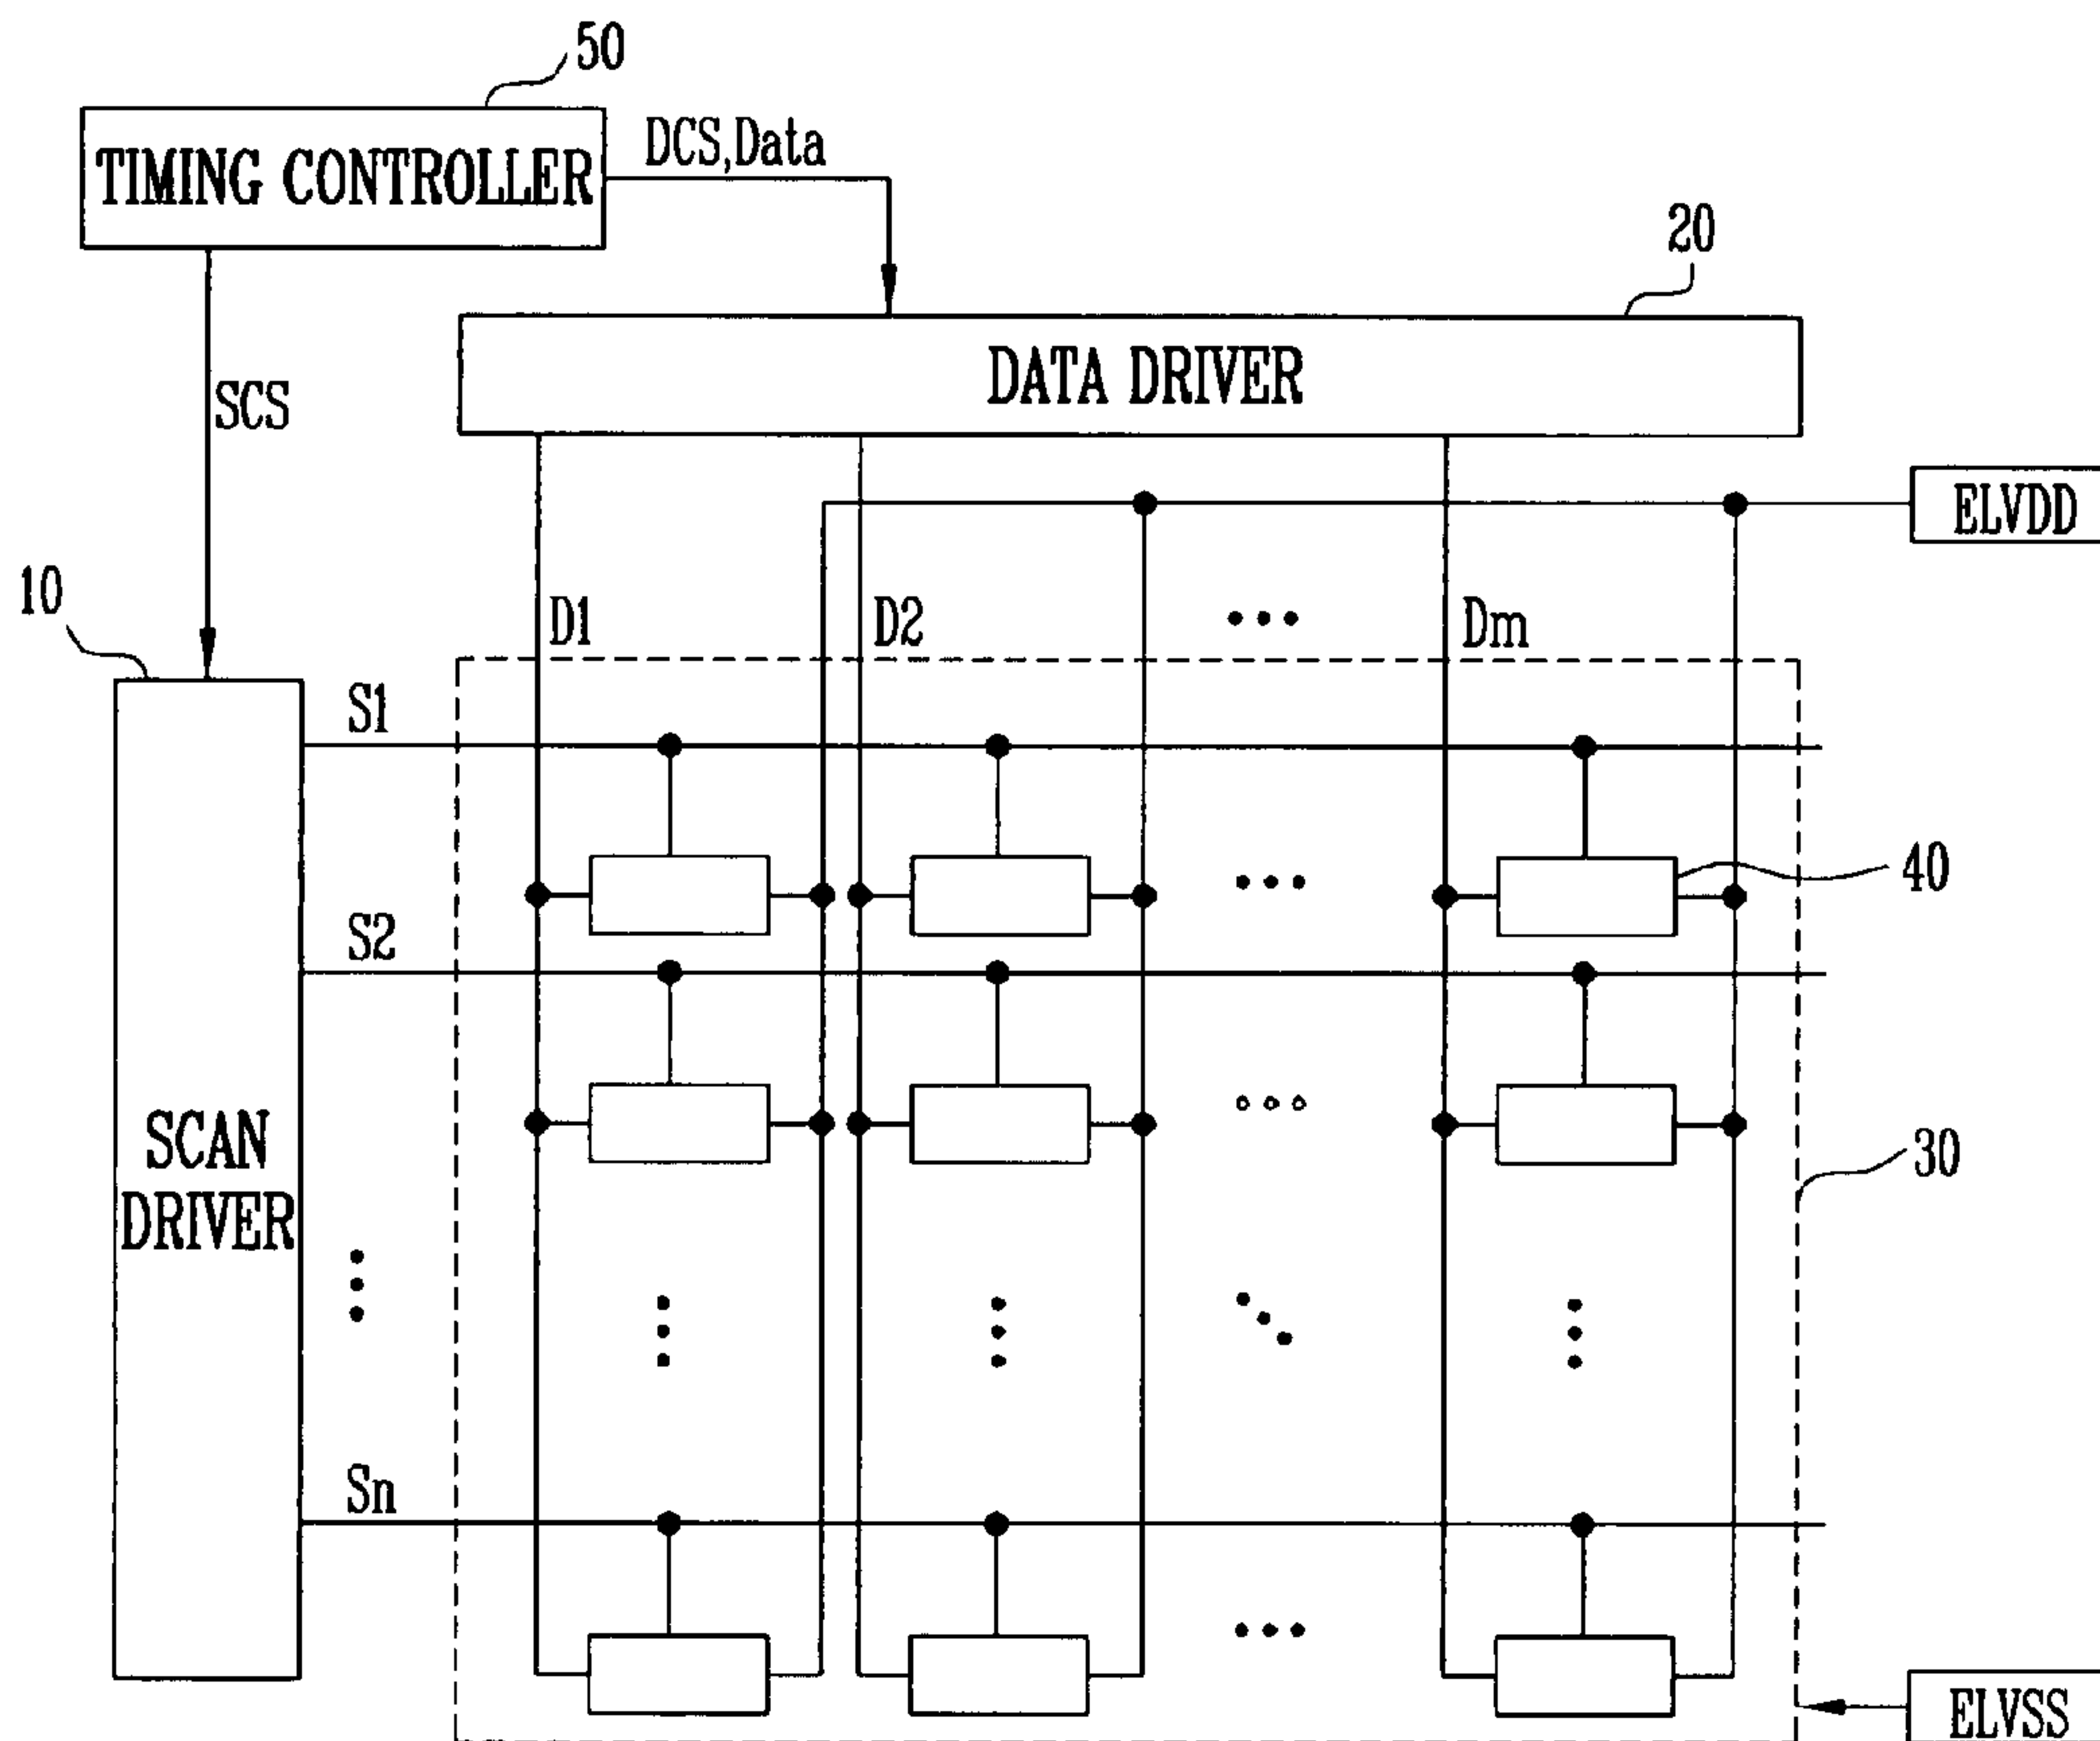 50
TIMING CONTROLLER
DCS,Data
20
DATA DRIVER
SCS
ELVDD
10
D1
D2
Dm
S1
40
S2
SCAN
DRIVER
30
Sn
ELVSS